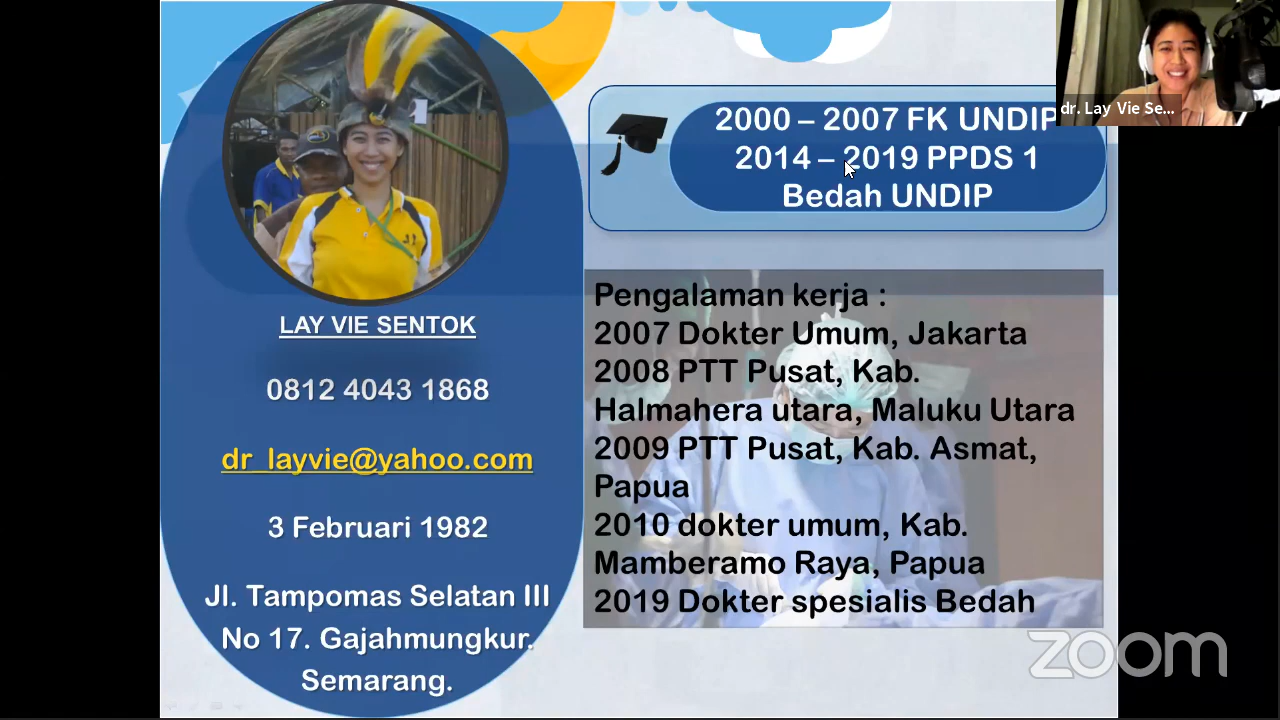 LAY VIE SENTOK
0812 4043 1868
dr_layvie@yahoo.com
3 Februari 1982
Jl. Tampomas Selatan III
No 17. Gajahmungkur.
Semarang.
2000 – 2007 FK UNDIP
2014 – 2019 PPDS 1
Bedah UNDIP
Pengalaman kerja :
2007 Dokter Umum, Jakarta
2008 PTT Pusat, Kab.
Halmahera utara, Maluku Utara
2009 PTT Pusat, Kab. Asmat,
Papua
2010 dokter umum, Kab.
Mamberamo Raya, Papua
2019 Dokter spesialis Bedah
dr. Lay Vie Se...
zoom